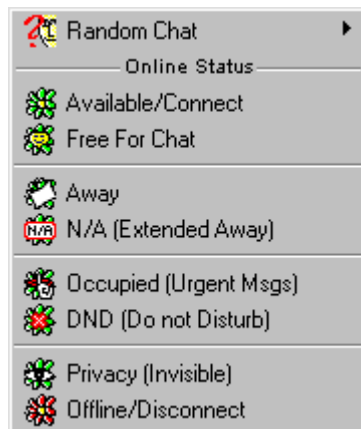 Random Chat
Online Status
Available/Connect
Free For Chat
Away
N/A (Extended Away)
Occupied (Urgent Msgs)
DND (Do not Disturb)
Privacy (Invisible)
Offline/Disconnect